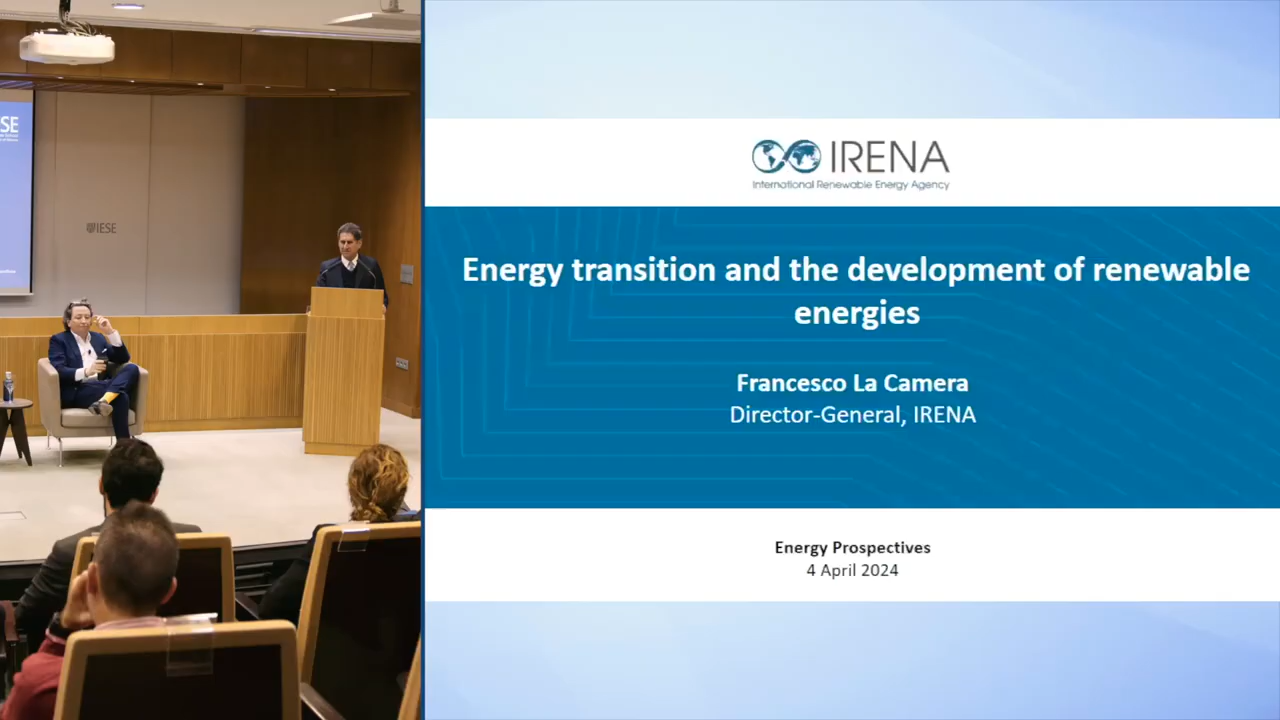 SE
IESE
IRENA
International Renewable Energy Agency
Energy transition and the development of renewable
energies
Francesco La Camera
Director-General, IRENA
Energy Prospectives
4 April 2024